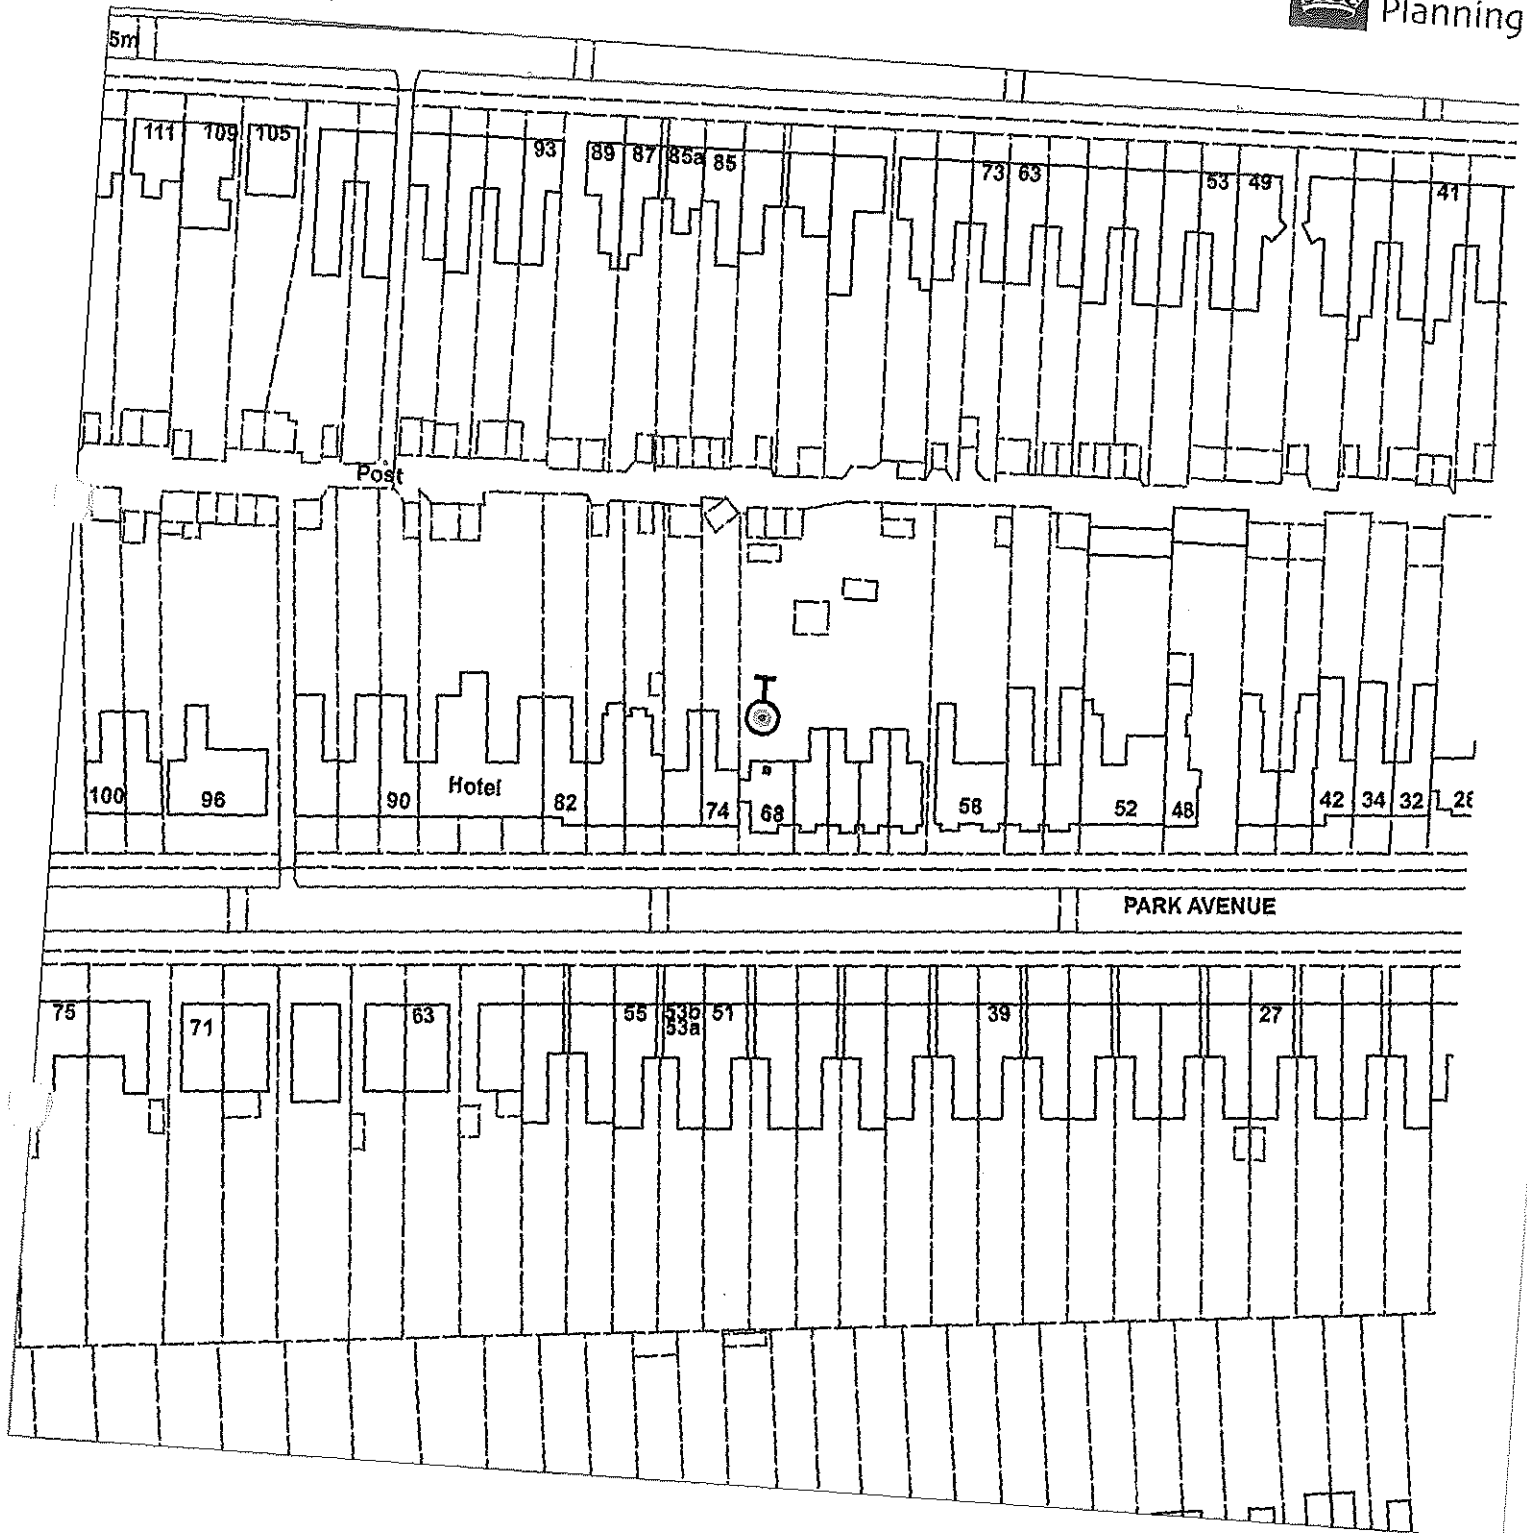 Planning
5m
111 109 105
93 89 87 85a 85
73 63
53 49
41
Post
T
100 96 90 Hotel 82 74 68 58 52 48 42 34 32
PARK AVENUE
75 71 63 55 53b 51 39 27
53a